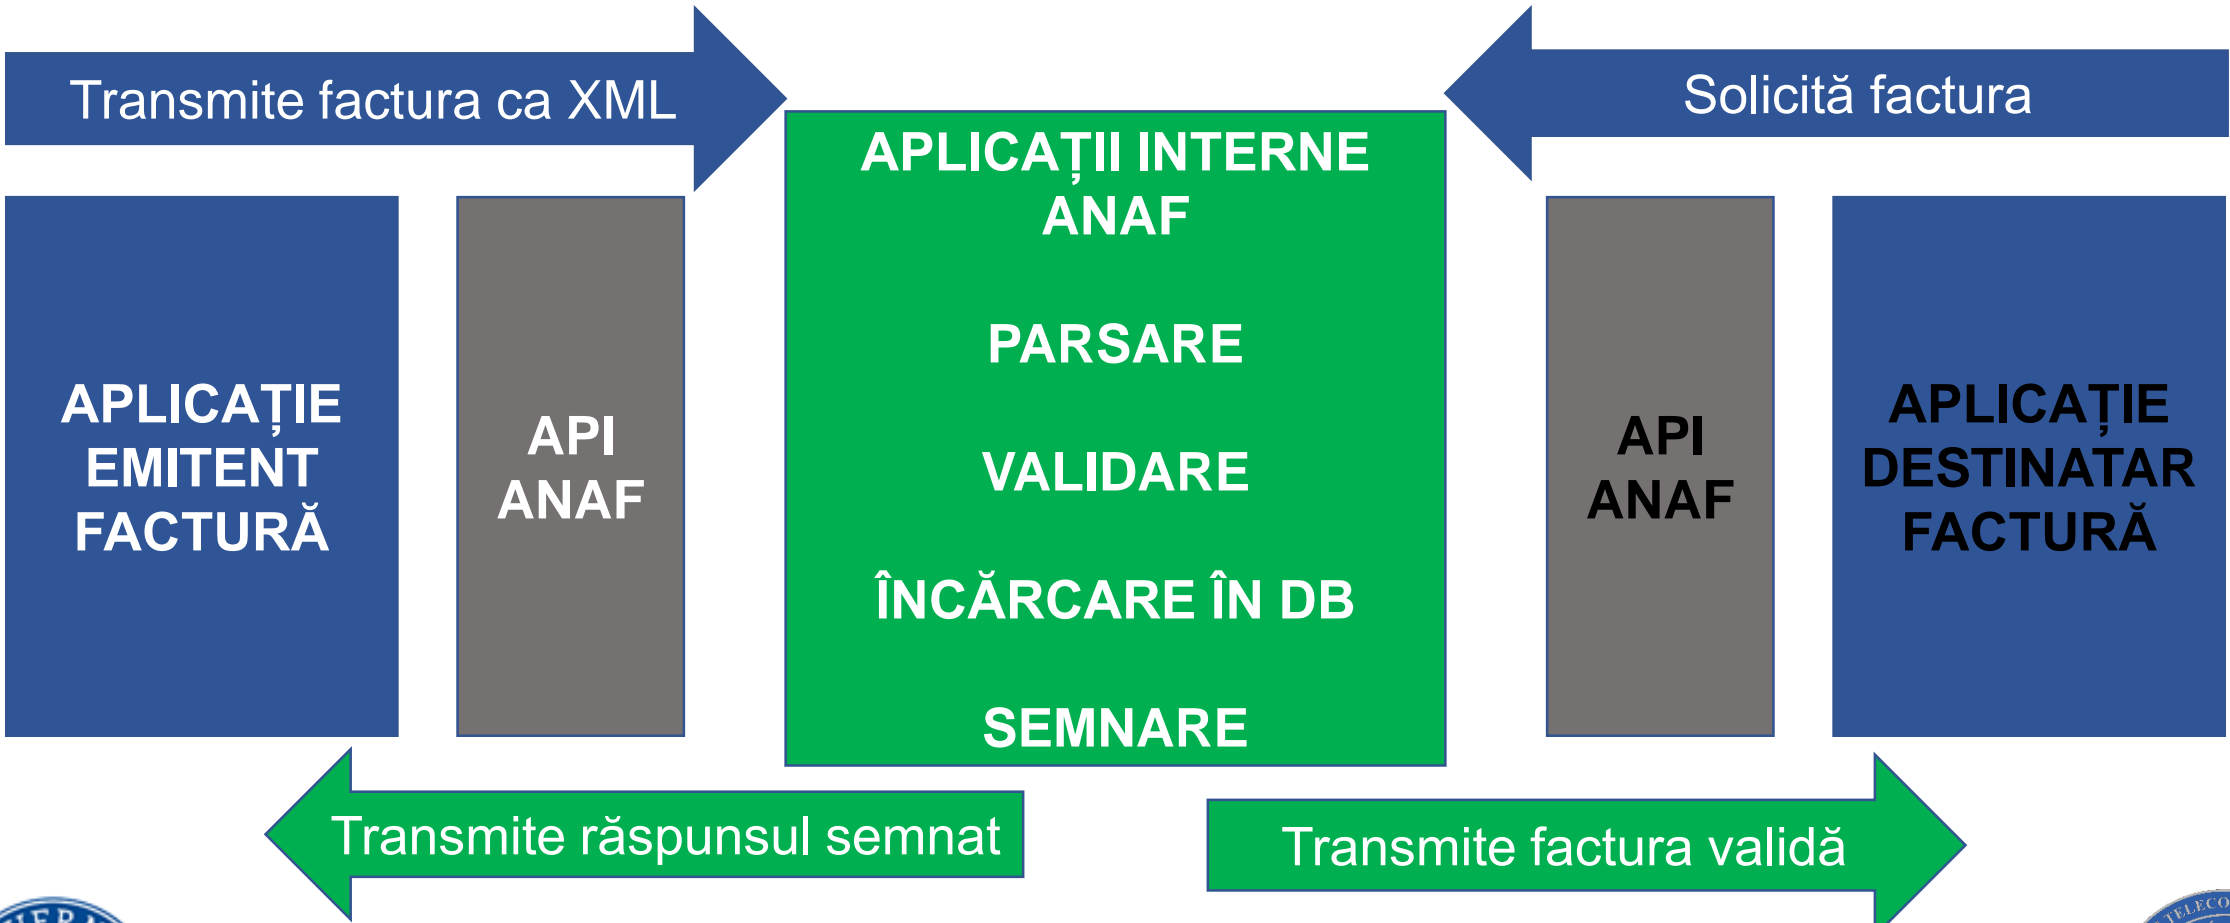 Transmite factura ca XML
Solicită factura
APLICAȚIE
EMITENT
FACTURĂ
API
ANAF
APLICAȚII INTERNE
ANAF
PARSARE
VALIDARE
ÎNCĂRCARE ÎN DB
SEMNARE
API
ANAF
APLICAȚIE
DESTINATAR
FACTURĂ
Transmite răspunsul semnat
Transmite factura validă